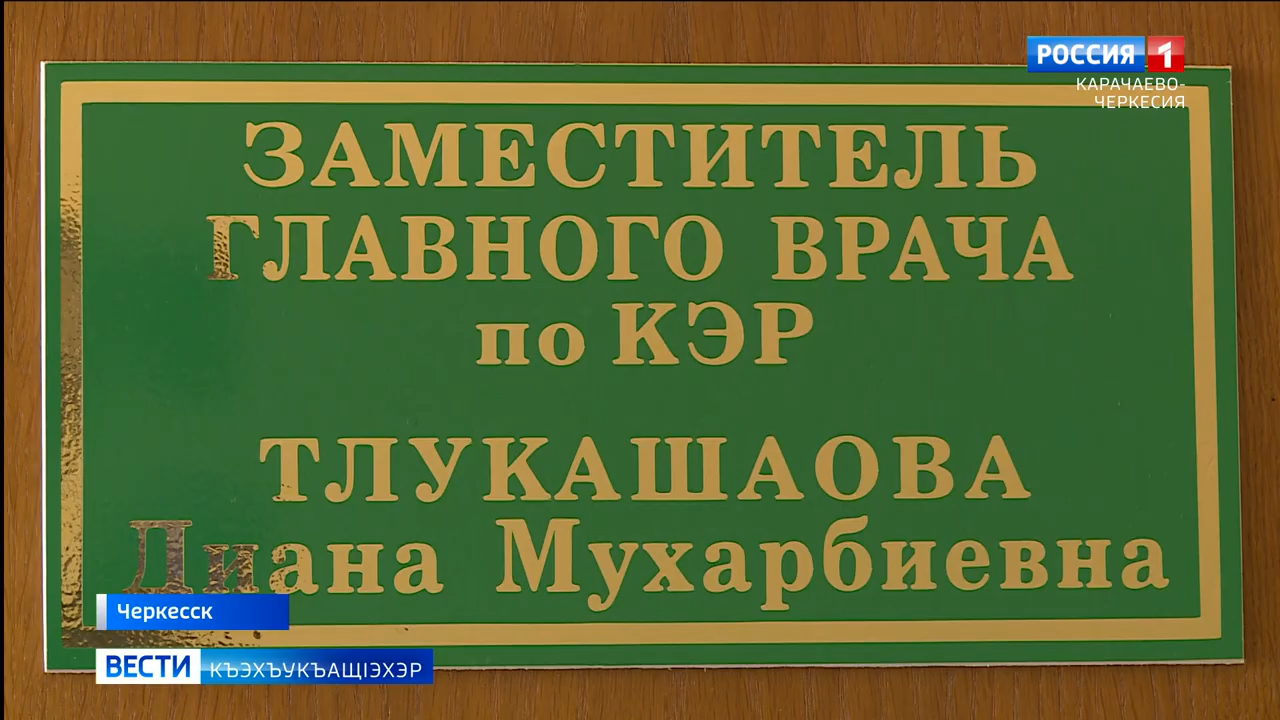 РОССИЯ 1
КАРАЧАЕВО-
ЧЕРКЕСИЯ
ЗАМЕСТИТЕЛЬ
ГЛАВНОГО ВРАЧА
по КЭР
ТЛУКАШАОВА
Диана Мухарбиевна
Черкесск
ВЕСТИ КЪЭХЪУКЪАЩIЭХЭР